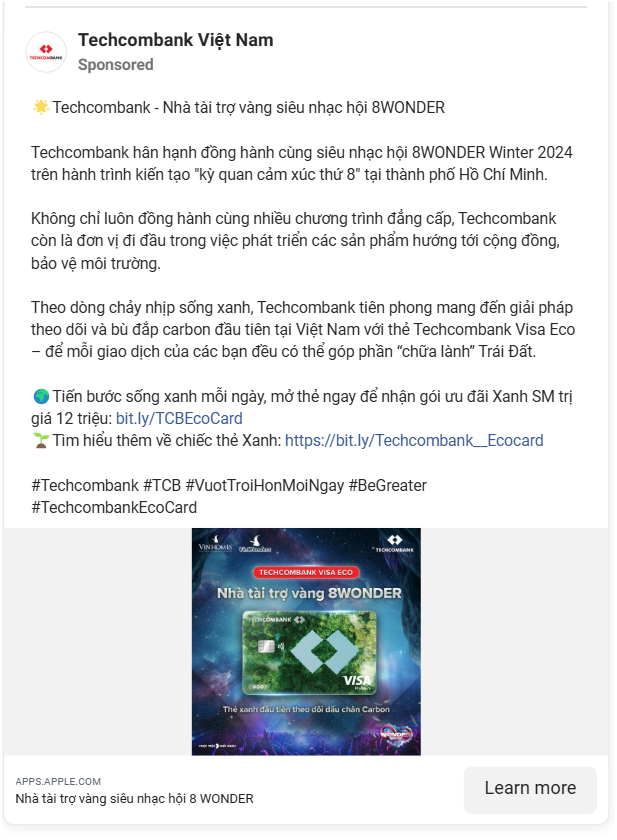 Techcombank Việt Nam
Sponsored
🌟 Techcombank - Nhà tài trợ vàng siêu nhạc hội 8WONDER
Techcombank hân hạnh đồng hành cùng siêu nhạc hội 8WONDER Winter 2024
trên hành trình kiến tạo "kỳ quan cảm xúc thứ 8" tại thành phố Hồ Chí Minh.
Không chỉ luôn đồng hành cùng nhiều chương trình đẳng cấp, Techcombank
còn là đơn vị đi đầu trong việc phát triển các sản phẩm hướng tới cộng đồng,
bảo vệ môi trường.
Theo dòng chảy nhịp sống xanh, Techcombank tiên phong mang đến giải pháp
theo dõi và bù đắp carbon đầu tiên tại Việt Nam với thẻ Techcombank Visa Eco
– để mỗi giao dịch của các bạn đều có thể góp phần “chữa lành” Trái Đất.
🌍 Tiến bước sống xanh mỗi ngày, mở thẻ ngay để nhận gói ưu đãi Xanh SM trị
giá 12 triệu: bit.ly/TCBEcoCard
🌱 Tìm hiểu thêm về chiếc thẻ Xanh: https://bit.ly/Techcombank__Ecocard
#Techcombank #TCB #VuotTroiHonMoiNgay #BeGreater
#TechcombankEcoCard
VINHOMES VinWonders TECHCOMBANK
TECHCOMBANK VISA ECO
Nhà tài trợ vàng 8WONDER
TECHCOMBANK
VISA
Platinum
eco
Thẻ xanh đầu tiên theo dõi dấu chân Carbon
APPS.APPLE.COM
Nhà tài trợ vàng siêu nhạc hội 8 WONDER
Learn more